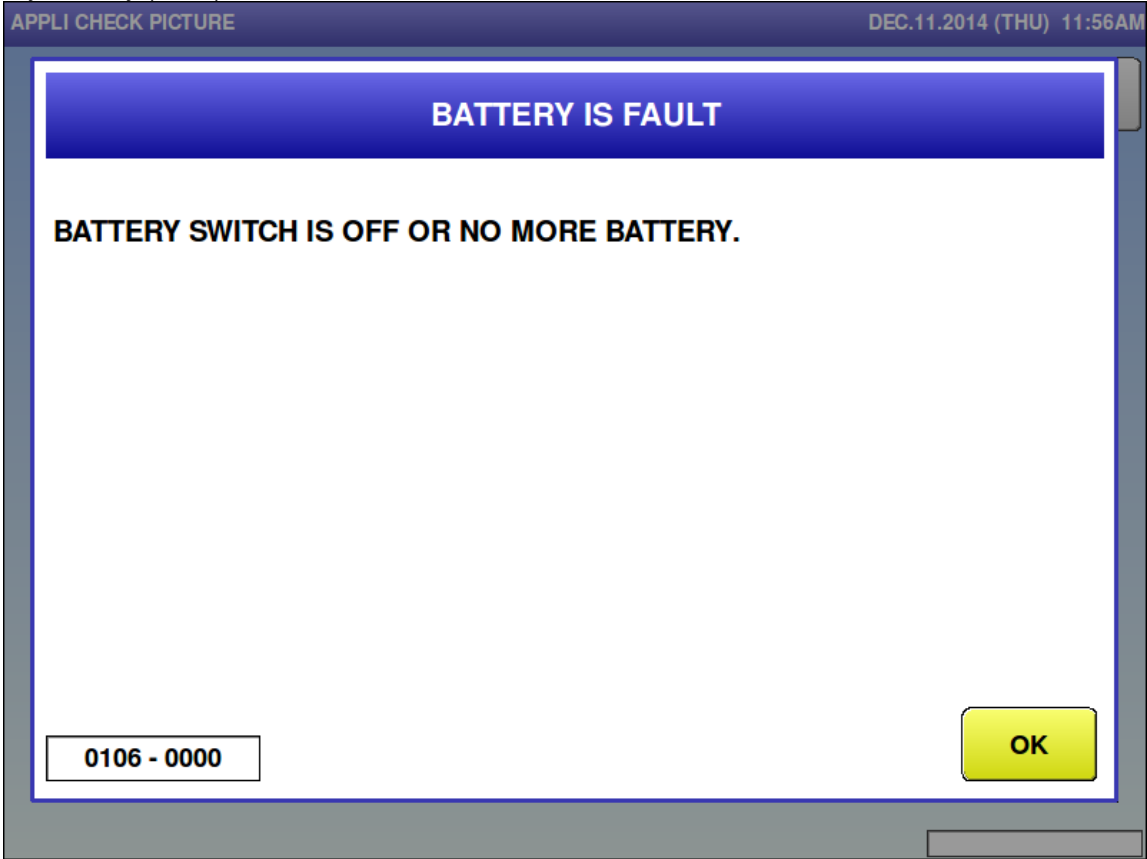 APPLI CHECK PICTURE DEC.11.2014 (THU) 11:56AM
BATTERY IS FAULT
BATTERY SWITCH IS OFF OR NO MORE BATTERY.
0106 - 0000
OK